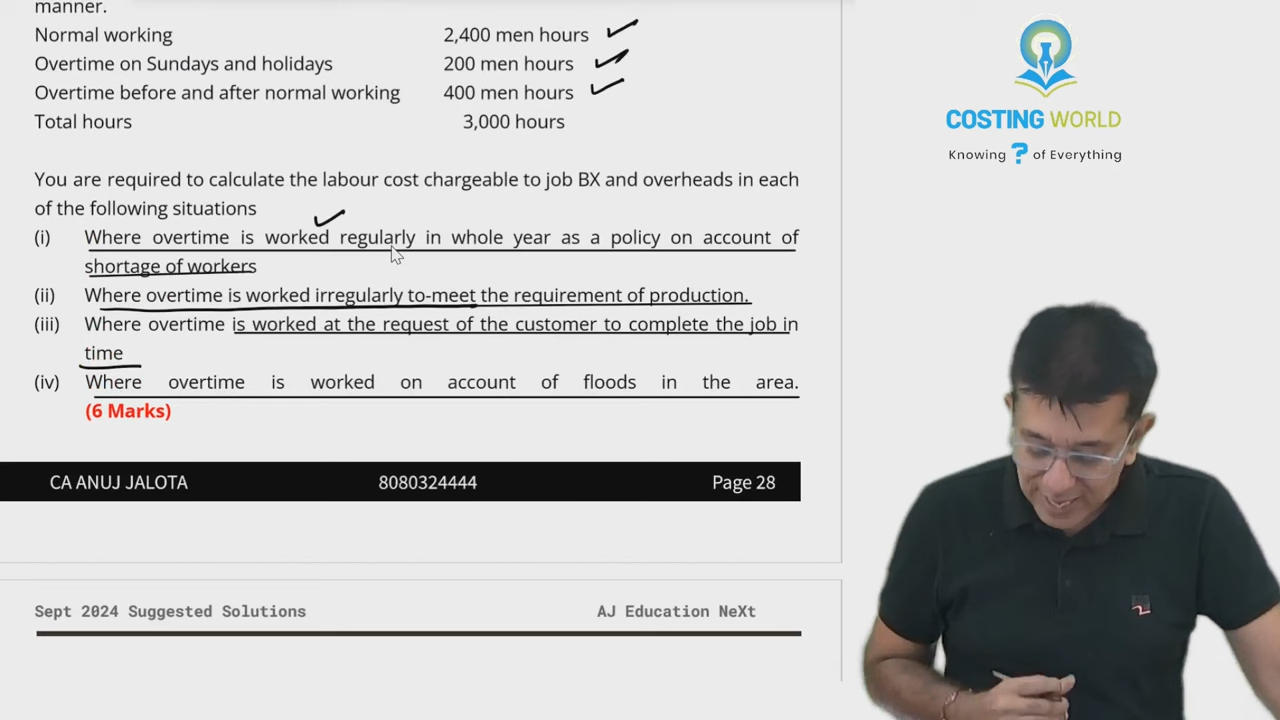 manner.
Normal working 2,400 men hours
Overtime on Sundays and holidays 200 men hours
Overtime before and after normal working 400 men hours
Total hours 3,000 hours
You are required to calculate the labour cost chargeable to job BX and overheads in each
of the following situations
(i) Where overtime is worked regularly in whole year as a policy on account of
shortage of workers
(ii) Where overtime is worked irregularly to-meet the requirement of production.
(iii) Where overtime is worked at the request of the customer to complete the job in
time
(iv) Where overtime is worked on account of floods in the area.
(6 Marks)
CA ANUJ JALOTA 8080324444 Page 28
Sept 2024 Suggested Solutions AJ Education NeXt
COSTING WORLD
Knowing ? of Everything